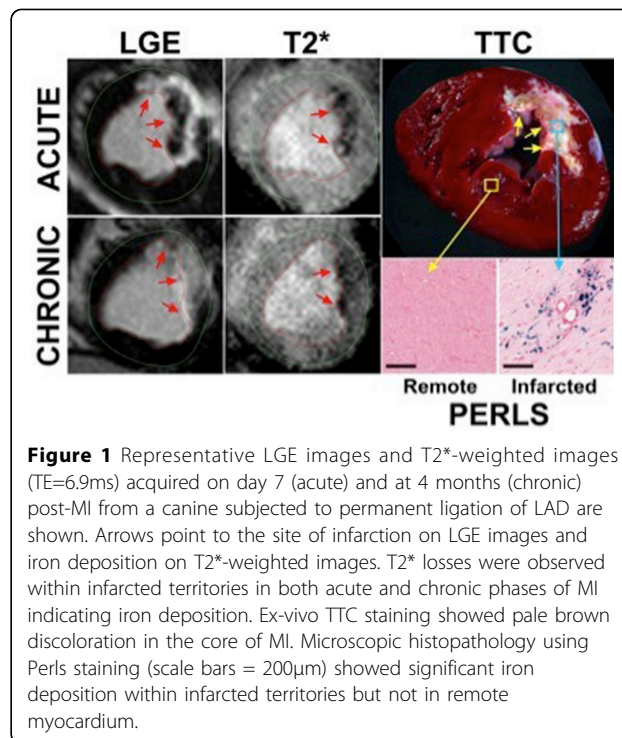 LGE T2* TTC
ACUTE
CHRONIC
Remote Infarcted
PERLS
Figure 1 Representative LGE images and T2*-weighted images
(TE=6.9ms) acquired on day 7 (acute) and at 4 months (chronic)
post-MI from a canine subjected to permanent ligation of LAD are
shown. Arrows point to the site of infarction on LGE images and
iron deposition on T2*-weighted images. T2* losses were observed
within infarcted territories in both acute and chronic phases of MI
indicating iron deposition. Ex-vivo TTC staining showed pale brown
discoloration in the core of MI. Microscopic histopathology using
Perls staining (scale bars = 200μm) showed significant iron
deposition within infarcted territories but not in remote
myocardium.